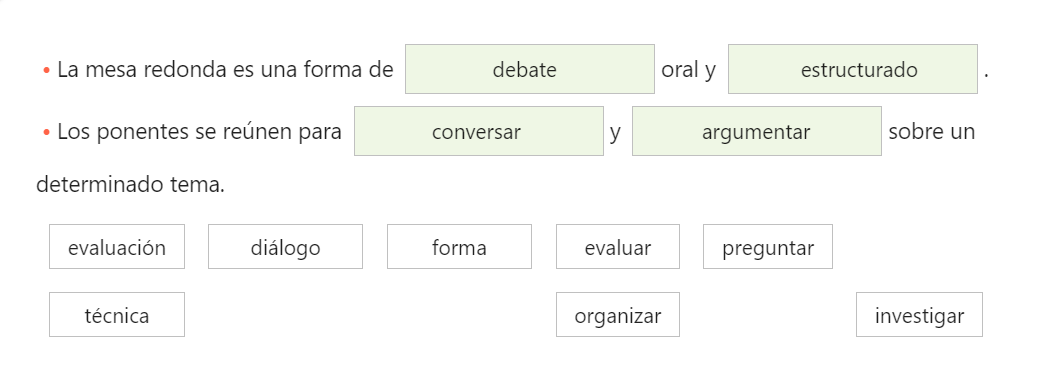 • La mesa redonda es una forma de debate oral y estructurado .
• Los ponentes se reúnen para conversar y argumentar sobre un
determinado tema.
evaluación diálogo forma evaluar preguntar
técnica organizar investigar